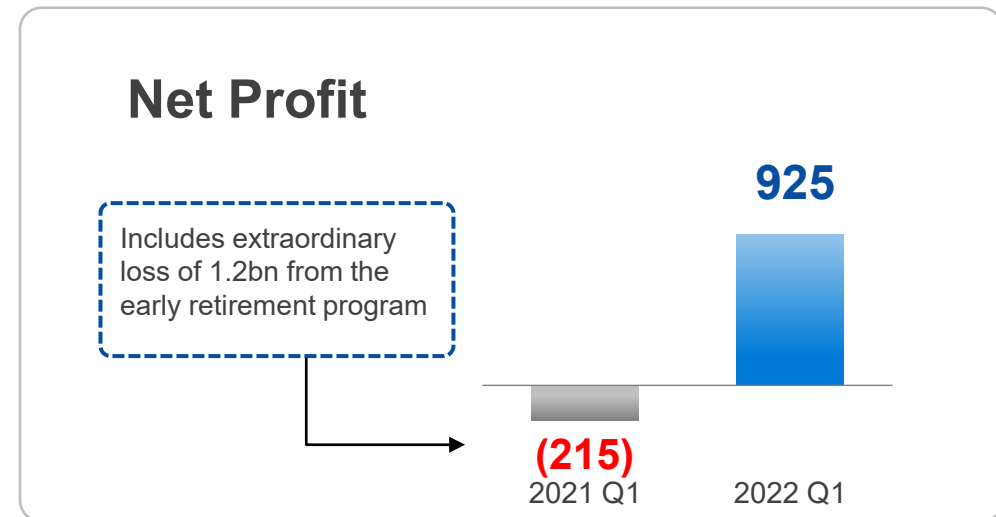 Net Profit
Includes extraordinary
loss of 1.2bn from the
early retirement program
925
(215)
2021 Q1
2022 Q1